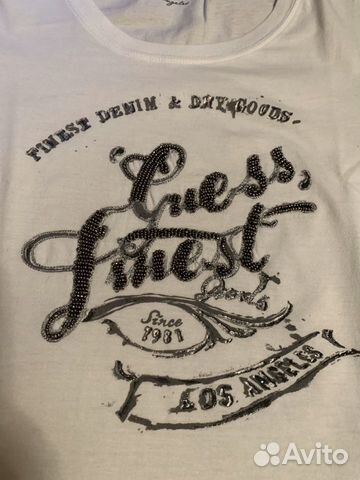 FINEST DENIM & DRY GOODS.
Guess,
Finest
Goods
Since
1981
LOS ANGELES
Avito